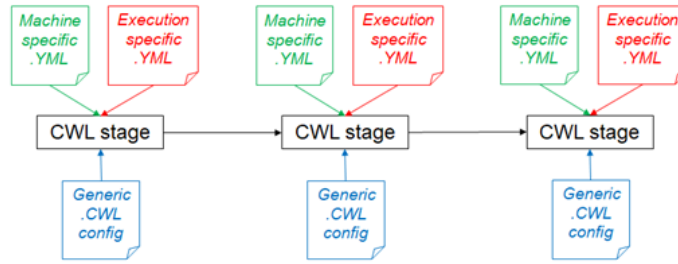 Machine
specific
.YML
Execution
specific
.YML
Machine
specific
.YML
Execution
specific
.YML
Machine
specific
.YML
Execution
specific
.YML
CWL stage
CWL stage
CWL stage
Generic
.CWL
config
Generic
.CWL
config
Generic
.CWL
config